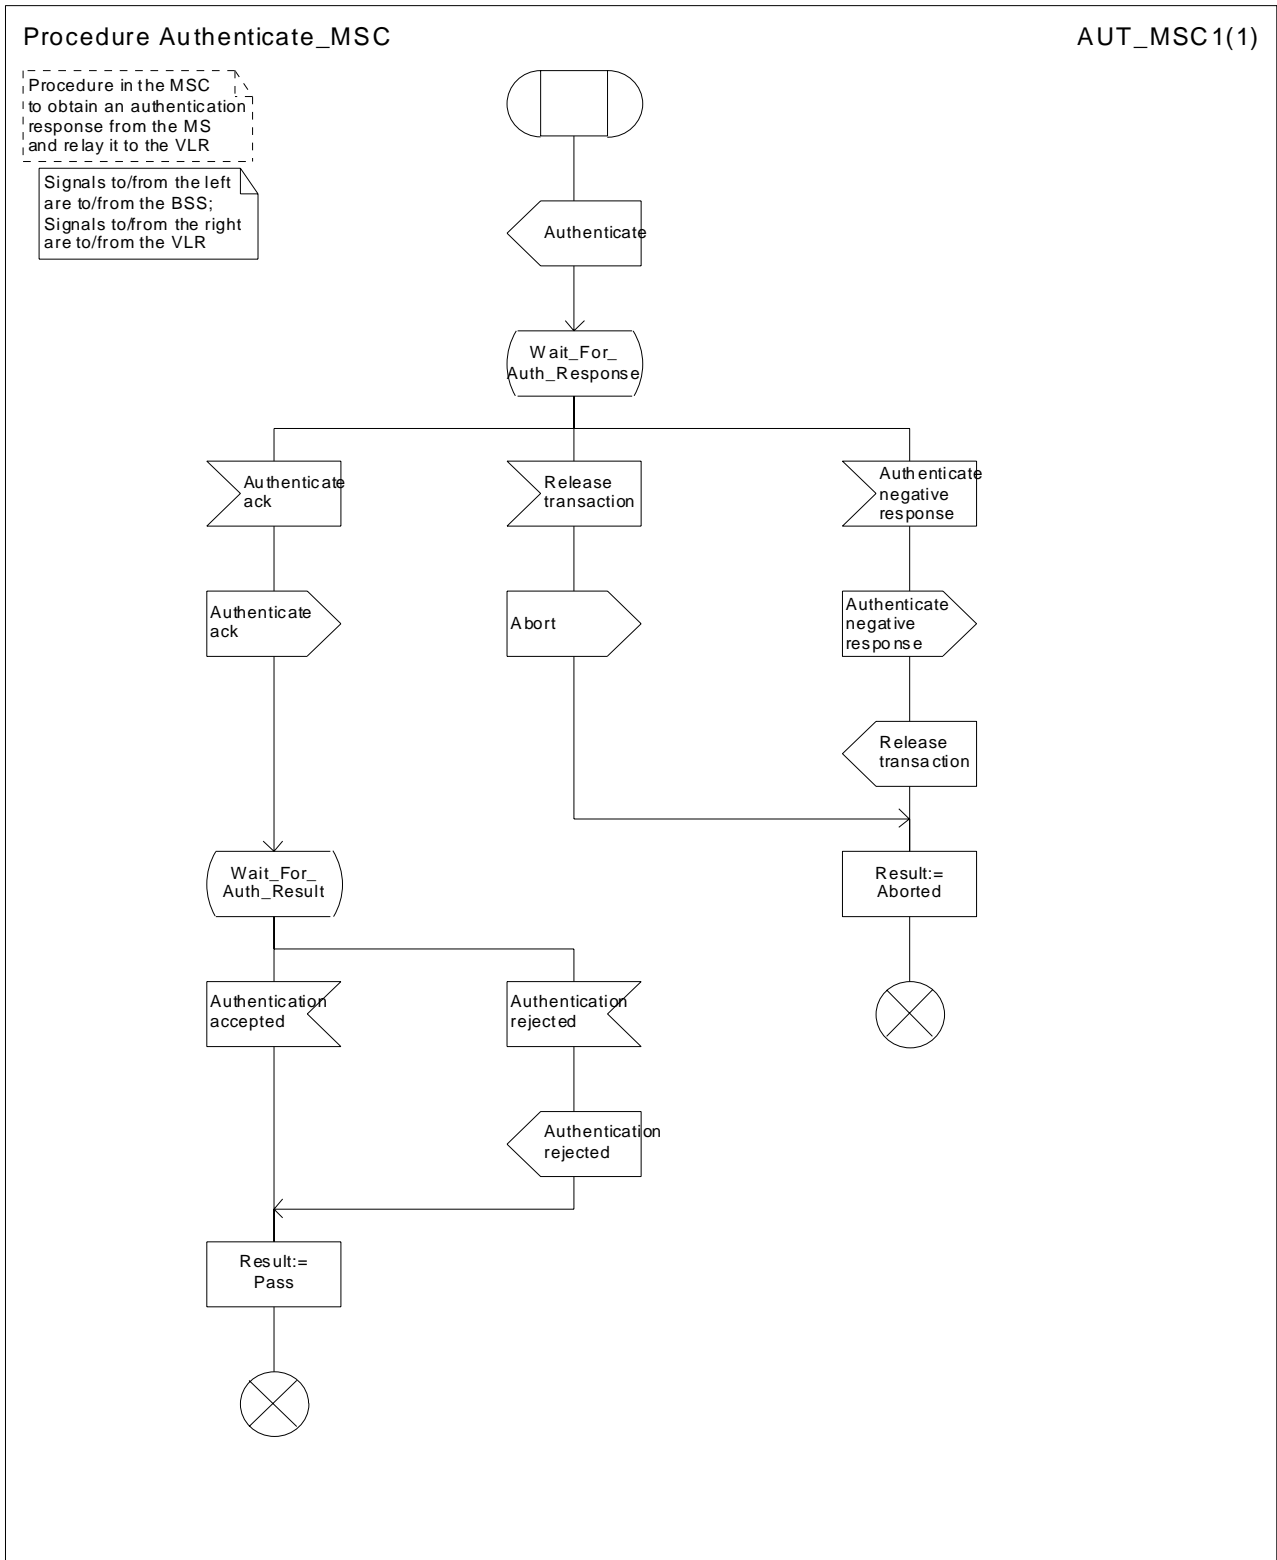 Procedure Authenticate_MSC
AUT_MSC1(1)
Procedure in the MSC
to obtain an authentication
response from the MS
and relay it to the VLR
Signals to/from the left
are to/from the BSS;
Signals to/from the right
are to/from the VLR
Authenticate
Wait_For_
Auth_Response
Authenticate
ack
Release
transaction
Authenticate
negative
response
Authenticate
ack
Abort
Authenticate
negative
response
Release
transaction
Wait_For_
Auth_Result
Result:=
Aborted
Authentication
accepted
Authentication
rejected
Authentication
rejected
Result:=
Pass